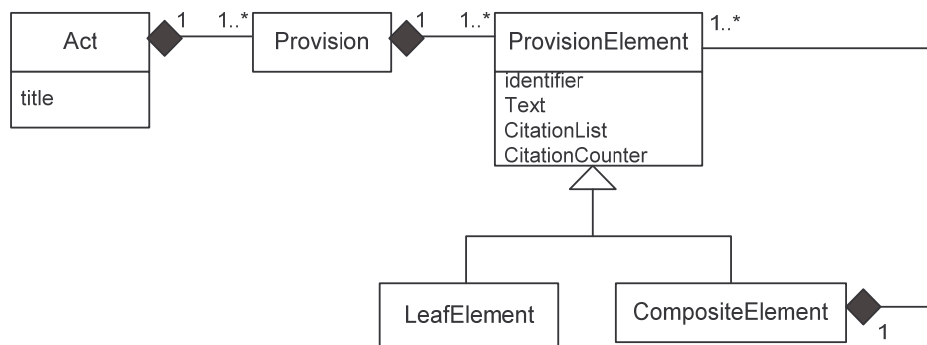 Act
1
1..*
Provision
1
1..*
ProvisionElement
1..*
title
identifier
Text
CitationList
CitationCounter
LeafElement
CompositeElement
1